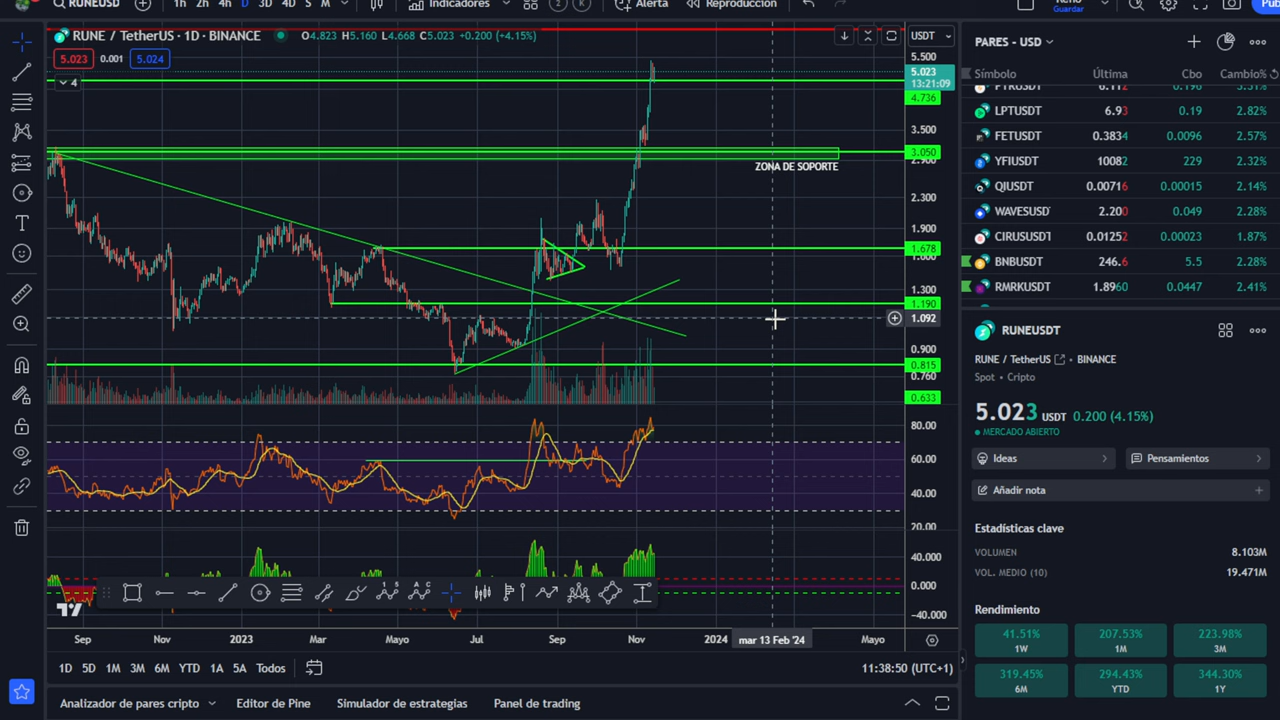 RUNEUSD
1h 2h 4h D 3D 4D S M
Indicadores
Alerta
Reproducción
Guardar
RUNE / TetherUS · 1D · BINANCE
O4.823 H5.160 L4.668 C5.023 +0.200 (+4.15%)
5.023
0.001
5.024
4
USDT
5.500
5.023
13:21:09
4.736
3.500
3.050
ZONA DE SOPORTE
2.300
1.900
1.678
1.300
1.190
1.092
0.900
0.815
0.760
0.633
80.00
60.00
40.00
20.00
40.000
0.000
-40.000
Sep
Nov
2023
Mar
Mayo
Jul
Sep
Nov
2024
mar 13 Feb '24
Mayo
1D 5D 1M 3M 6M YTD 1A 5A Todos
11:38:50 (UTC+1)
Analizador de pares cripto
Editor de Pine
Simulador de estrategias
Panel de trading
PARES - USD
Símbolo Última Cbo Cambio%
LPTUSDT 6.93 0.19 2.82%
FETUSDT 0.3834 0.0096 2.57%
YFIUSDT 10082 229 2.32%
QIUSDT 0.00716 0.00015 2.14%
WAVESUSDT 2.200 0.049 2.28%
CIRUSUSDT 0.01252 0.00023 1.87%
BNBUSDT 246.6 5.5 2.28%
RMRKUSDT 1.8960 0.0447 2.41%
RUNEUSDT
RUNE / TetherUS • BINANCE
Spot • Cripto
5.023 USDT 0.200 (4.15%)
MERCADO ABIERTO
Ideas
Pensamientos
Añadir nota
Estadísticas clave
VOLUMEN 8.103M
VOL. MEDIO (10) 19.471M
Rendimiento
41.51% 207.53% 223.98%
1W 1M 3M
319.45% 294.43% 344.30%
6M YTD 1Y